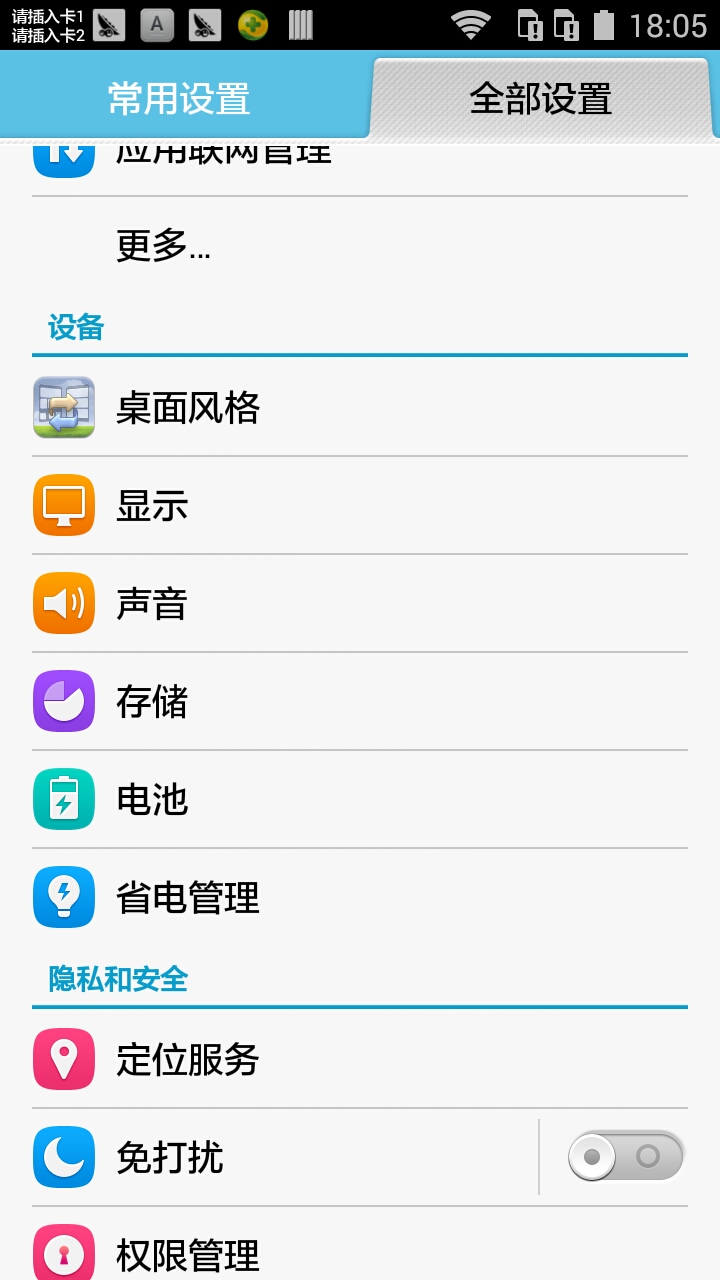 请插入卡1
请插入卡2
A
18:05
常用设置
全部设置
应用联网管理
更多...
设备
桌面风格
显示
声音
存储
电池
省电管理
隐私和安全
定位服务
免打扰
权限管理